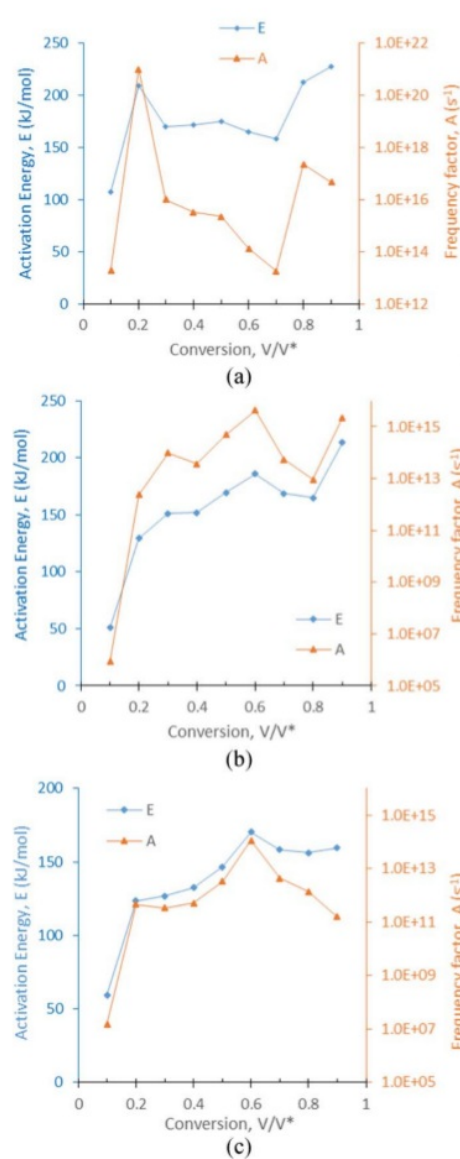 E
A
250
200
150
100
50
0
Activation Energy, E (kJ/mol)
1.0E+22
1.0E+20
1.0E+18
1.0E+16
1.0E+14
1.0E+12
Frequency factor, A (s⁻¹)
0 0.2 0.4 0.6 0.8 1
Conversion, V/V*
(a)
250
200
150
100
50
0
Activation Energy, E (kJ/mol)
E
A
1.0E+15
1.0E+13
1.0E+11
1.0E+09
1.0E+07
1.0E+05
Frequency factor, A (s⁻¹)
0 0.2 0.4 0.6 0.8 1
Conversion, V/V*
(b)
200
150
100
50
0
Activation Energy, E (kJ/mol)
E
A
1.0E+15
1.0E+13
1.0E+11
1.0E+09
1.0E+07
1.0E+05
Frequency factor, A (s⁻¹)
0 0.2 0.4 0.6 0.8 1
Conversion, V/V*
(c)